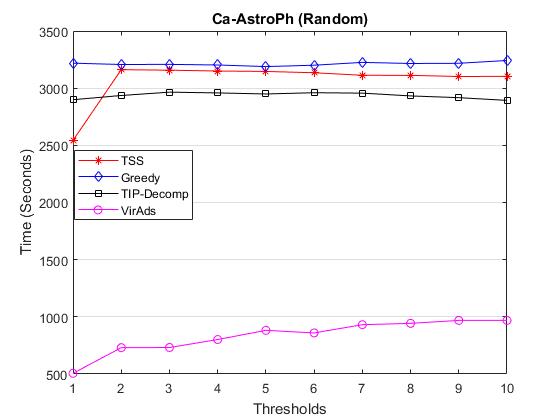 Ca-AstroPh (Random)
3500
3000
2500
2000
1500
1000
500
Time (Seconds)
TSS
Greedy
TIP-Decomp
VirAds
1 2 3 4 5 6 7 8 9 10
Thresholds